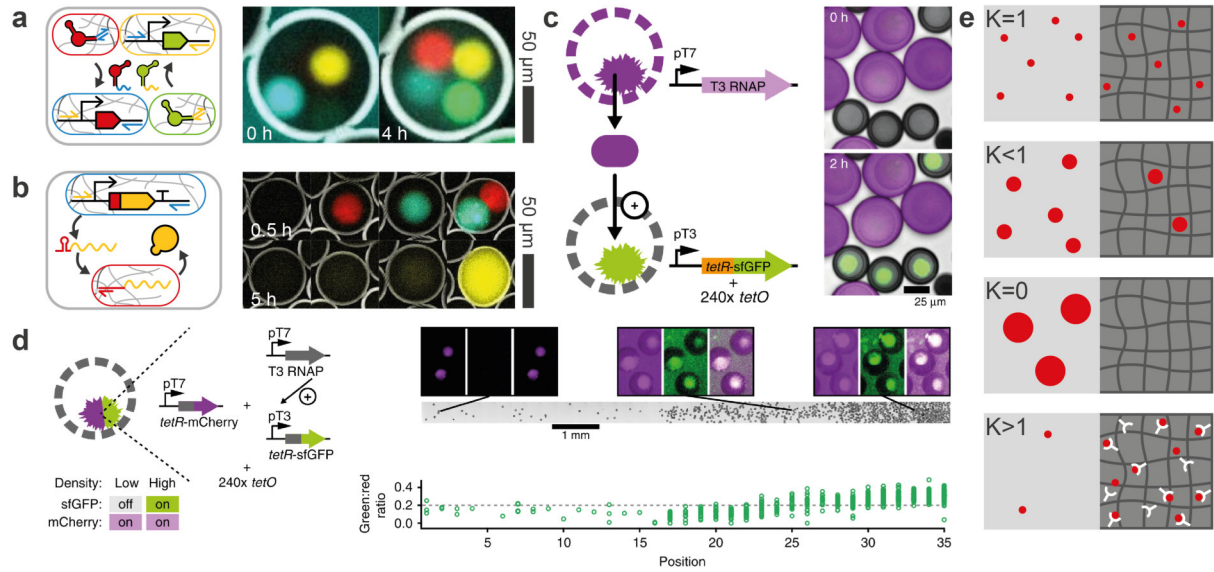 a
0 h
4 h
50 µm
b
0.5 h
5 h
50 µm
c
pT7
T3 RNAP
+
pT3
tetR-sfGFP
+
240x tetO
0 h
2 h
25 µm
d
pT7
tetR-mCherry
+
pT7
T3 RNAP
+
pT3
tetR-sfGFP
+
240x tetO
Density: Low High
sfGFP: off on
mCherry: on on
1 mm
Green:red
ratio
0.4
0.2
0.0
5 10 15 20 25 30 35
Position
e
K=1
K<1
K=0
K>1